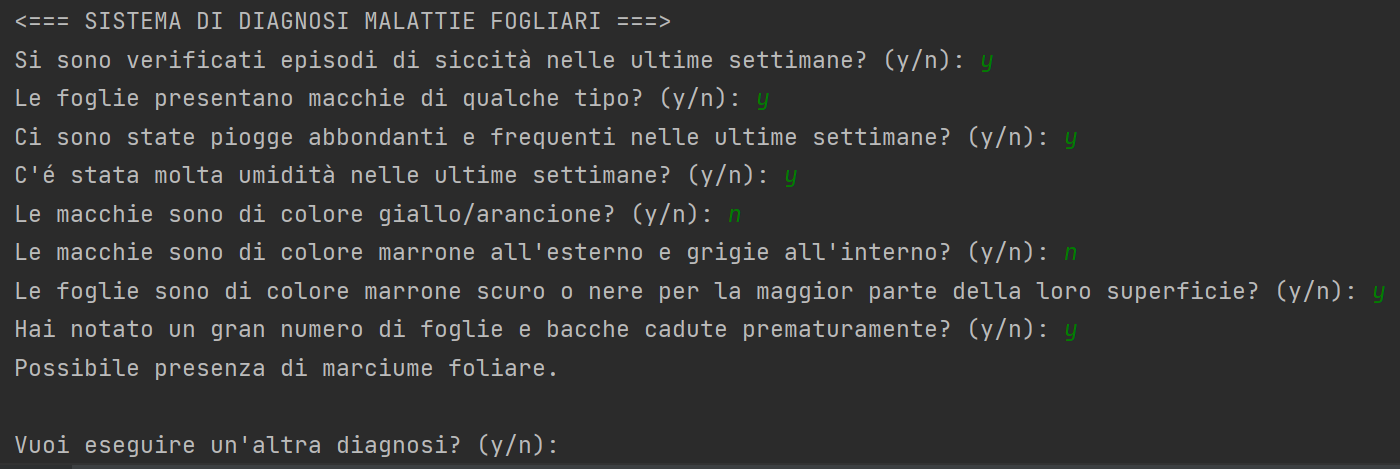 <=== SISTEMA DI DIAGNOSI MALATTIE FOGLIARI ===>
Si sono verificati episodi di siccità nelle ultime settimane? (y/n): y
Le foglie presentano macchie di qualche tipo? (y/n): y
Ci sono state piogge abbondanti e frequenti nelle ultime settimane? (y/n): y
C'é stata molta umidità nelle ultime settimane? (y/n): y
Le macchie sono di colore giallo/arancione? (y/n): n
Le macchie sono di colore marrone all'esterno e grigie all'interno? (y/n): n
Le foglie sono di colore marrone scuro o nere per la maggior parte della loro superficie? (y/n): y
Hai notato un gran numero di foglie e bacche cadute prematuramente? (y/n): y
Possibile presenza di marciume foliare.
Vuoi eseguire un'altra diagnosi? (y/n):